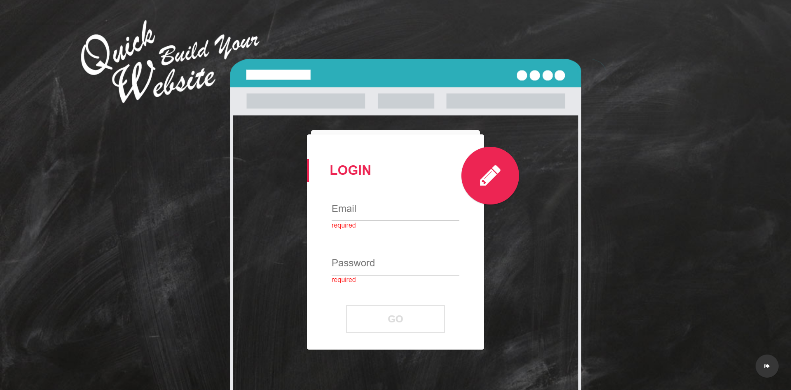 Quick
Build Your
Website
LOGIN
Email
required
Password
required
GO